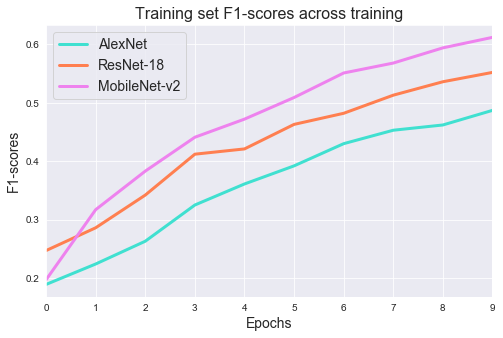 Training set F1-scores across training
AlexNet
ResNet-18
MobileNet-v2
F1-scores
0.6
0.5
0.4
0.3
0.2
0 1 2 3 4 5 6 7 8 9
Epochs